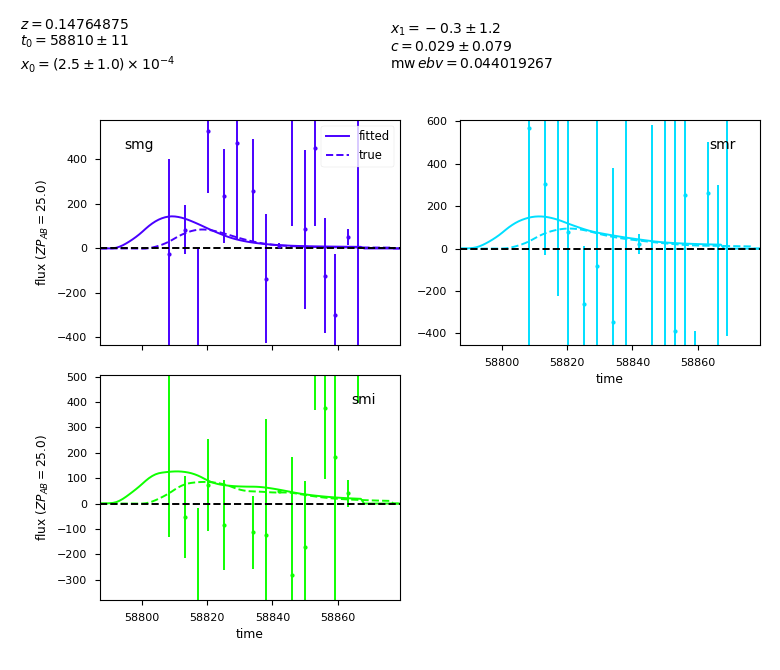 z = 0.14764875
t₀ = 58810 ± 11
x₀ = (2.5 ± 1.0) × 10⁻⁴
x₁ = −0.3 ± 1.2
c = 0.029 ± 0.079
mw ebv = 0.044019267
smg
fitted
true
400
200
0
−200
−400
flux (ZP_AB = 25.0)
smr
600
400
200
0
−200
−400
58800 58820 58840 58860
time
smi
500
400
300
200
100
0
−100
−200
−300
flux (ZP_AB = 25.0)
58800 58820 58840 58860
time